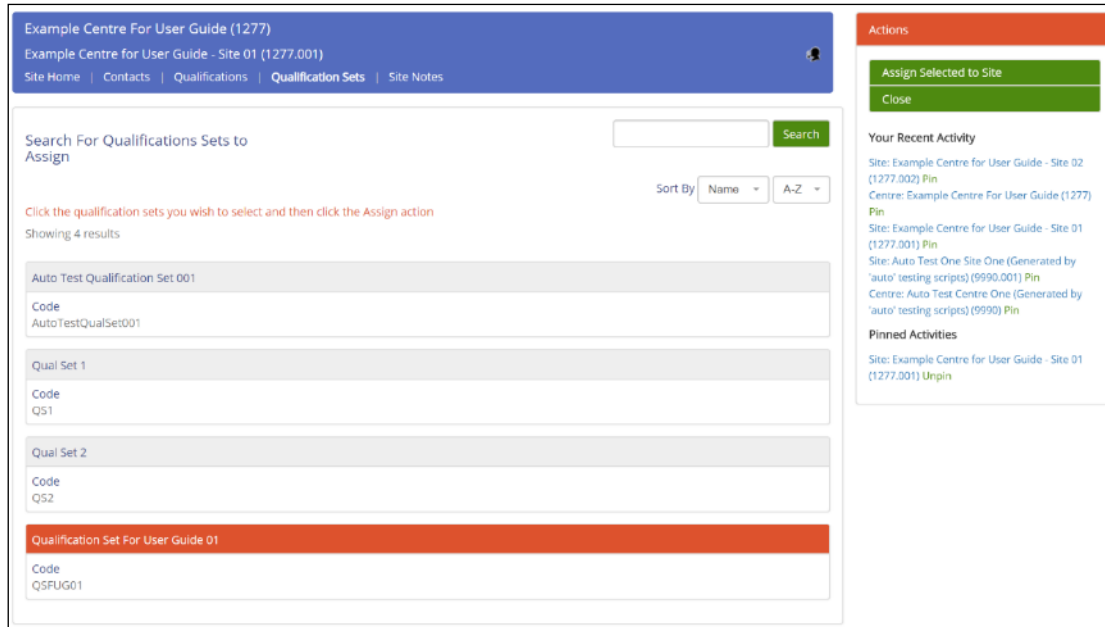 Example Centre For User Guide (1277)
Example Centre for User Guide - Site 01 (1277.001)
Site Home | Contacts | Qualifications | Qualification Sets | Site Notes
Search For Qualifications Sets to
Assign
Search
Sort By Name A-Z
Click the qualification sets you wish to select and then click the Assign action
Showing 4 results
Auto Test Qualification Set 001
Code
AutoTestQualSet001
Qual Set 1
Code
QS1
Qual Set 2
Code
QS2
Qualification Set For User Guide 01
Code
QSFUG01
Actions
Assign Selected to Site
Close
Your Recent Activity
Site: Example Centre for User Guide - Site 02
(1277.002) Pin
Centre: Example Centre For User Guide (1277)
Pin
Site: Example Centre for User Guide - Site 01
(1277.001) Pin
Site: Auto Test One Site One (Generated by
'auto' testing scripts) (9990.001) Pin
Centre: Auto Test Centre One (Generated by
'auto' testing scripts) (9990) Pin
Pinned Activities
Site: Example Centre for User Guide - Site 01
(1277.001) Unpin